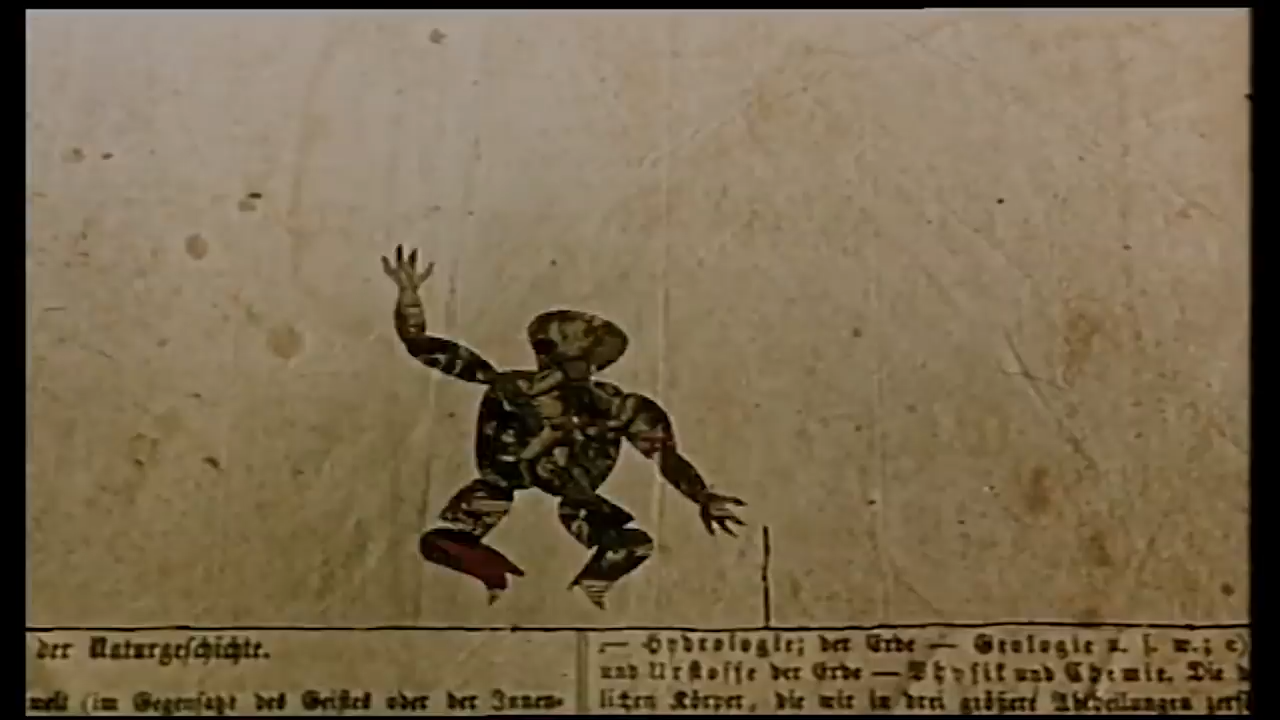 der Naturgeschichte.
welt (im Gegensatze des Geistes oder der Innen-
— Hydrologie; der Erde — Geologie u. s. w.; c)
und Urstoffe der Erde — Physik und Chemie. Die
lichen Körper, die wir in drei größere Abtheilungen